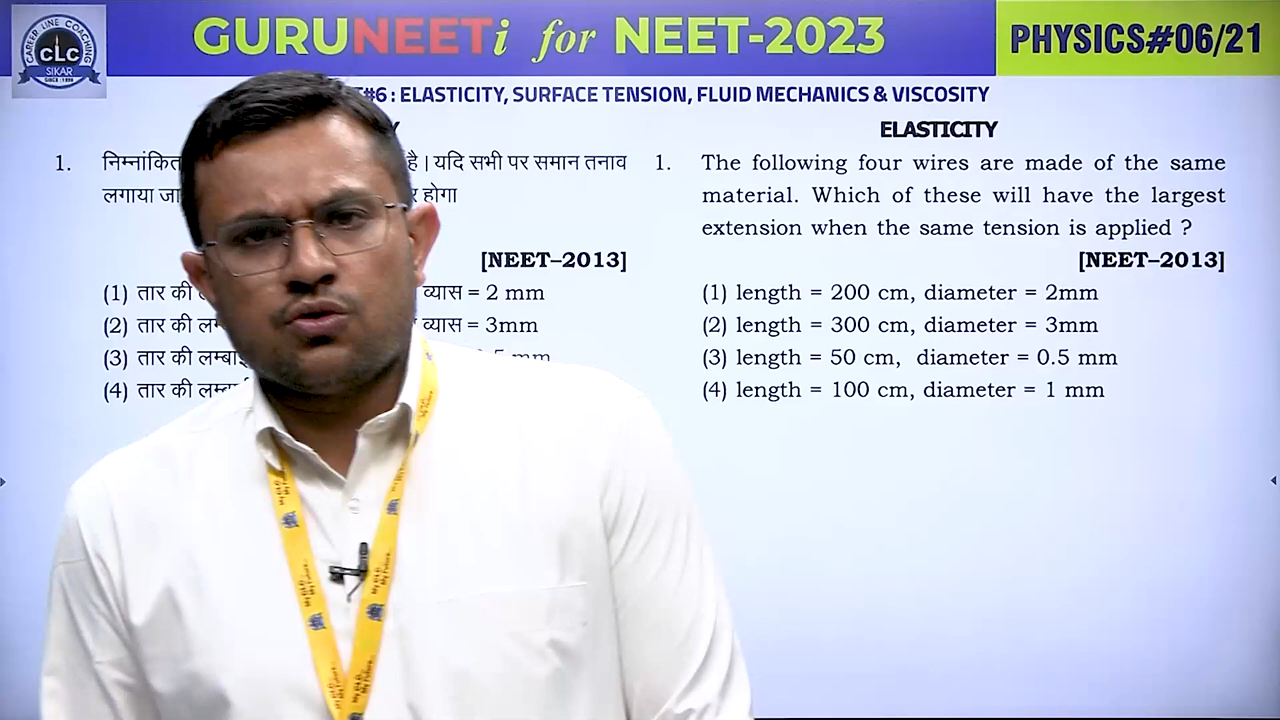 CAREER LINE COACHING
CLC
SIKAR
SINCE : 1996
GURUNEETi for NEET-2023
PHYSICS#06/21
#6 : ELASTICITY, SURFACE TENSION, FLUID MECHANICS & VISCOSITY
ELASTICITY
1. है। यदि सभी पर समान तनाव
लगाया होगा
[NEET–2013]
(1) तार की व्यास = 2 mm
(2) तार की व्यास = 3mm
(3) तार की mm
(4) तार की
1. The following four wires are made of the same
material. Which of these will have the largest
extension when the same tension is applied ?
[NEET–2013]
(1) length = 200 cm, diameter = 2mm
(2) length = 300 cm, diameter = 3mm
(3) length = 50 cm, diameter = 0.5 mm
(4) length = 100 cm, diameter = 1 mm